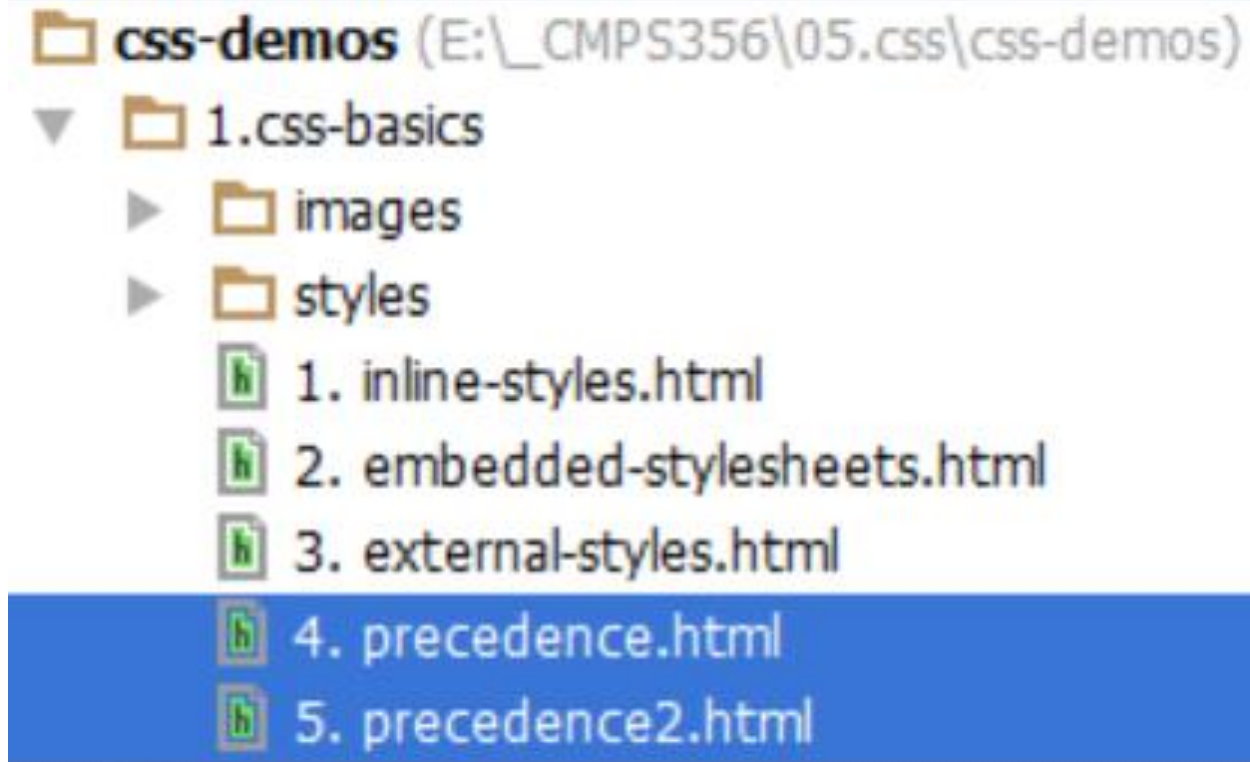 css-demos (E:\_CMPS356\05.css\css-demos)
1.css-basics
images
styles
1. inline-styles.html
2. embedded-stylesheets.html
3. external-styles.html
4. precedence.html
5. precedence2.html